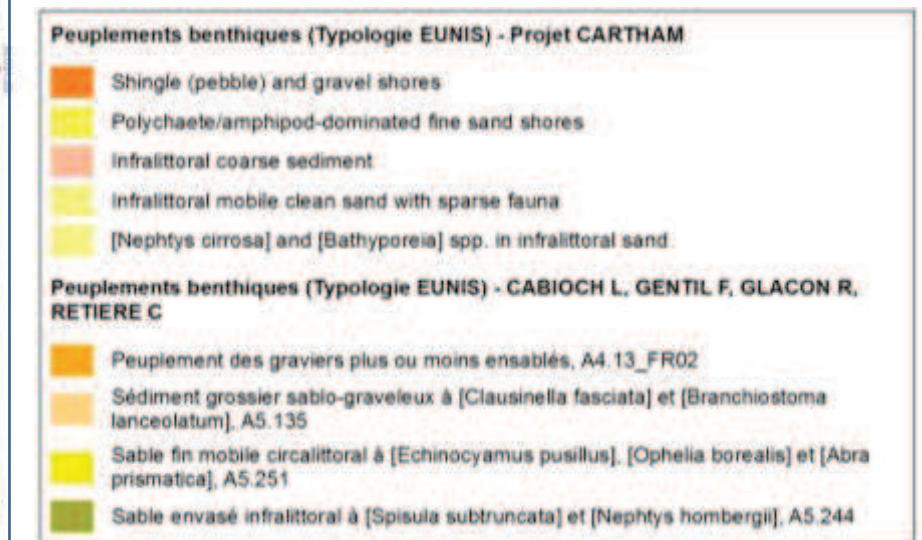 Peuplements benthiques (Typologie EUNIS) - Projet CARTHAM
Shingle (pebble) and gravel shores
Polychaete/amphipod-dominated fine sand shores
Infralittoral coarse sediment
Infralittoral mobile clean sand with sparse fauna
[Nephtys cirrosa] and [Bathyporeia] spp. in infralittoral sand
Peuplements benthiques (Typologie EUNIS) - CABIOCH L, GENTIL F, GLACON R,
RETIERE C
Peuplement des graviers plus ou moins ensablés, A4.13_FR02
Sédiment grossier sablo-graveleux à [Clausinella fasciata] et [Branchiostoma
lanceolatum], A5.135
Sable fin mobile circalittoral à [Echinocyamus pusillus], [Ophelia borealis] et [Abra
prismatica], A5.251
Sable envasé infralittoral à [Spisula subtruncata] et [Nephtys hombergii], A5.244